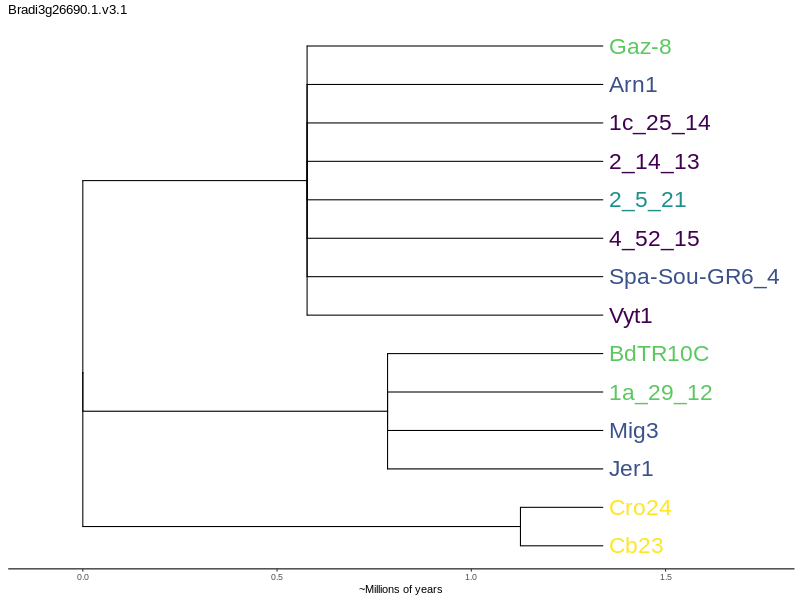 Bradi3g26690.1.v3.1
Gaz-8
Arn1
1c_25_14
2_14_13
2_5_21
4_52_15
Spa-Sou-GR6_4
Vyt1
BdTR10C
1a_29_12
Mig3
Jer1
Cro24
Cb23
0.0 0.5 1.0 1.5
~Millions of years